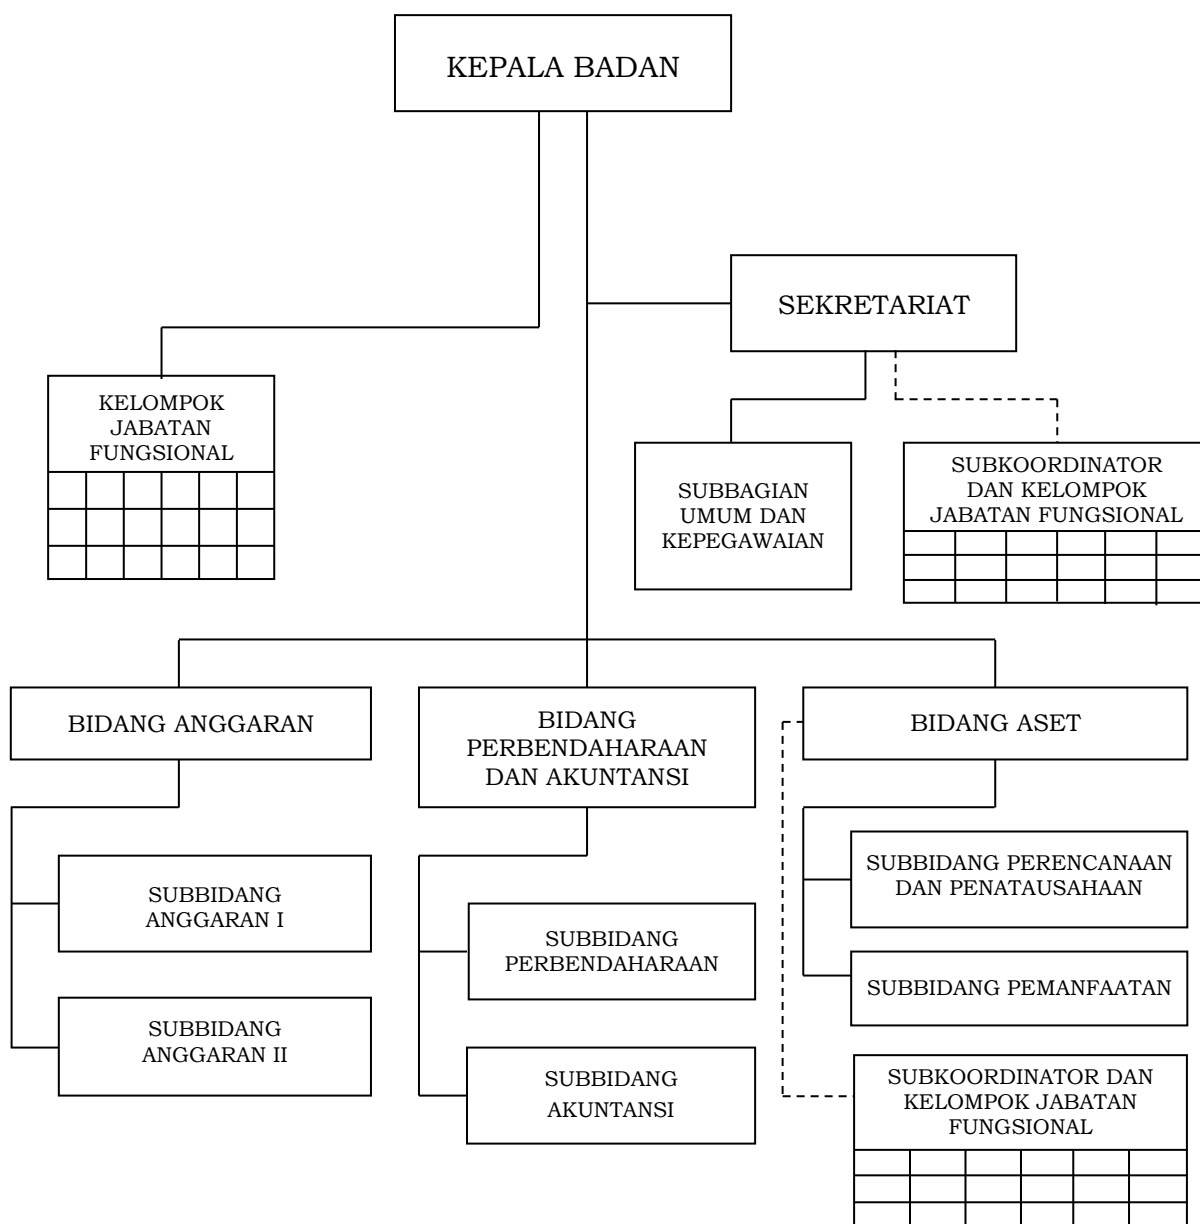 KEPALA BADAN
SEKRETARIAT
KELOMPOK
JABATAN
FUNGSIONAL
SUBBAGIAN
UMUM DAN
KEPEGAWAIAN
SUBKOORDINATOR
DAN KELOMPOK
JABATAN FUNGSIONAL
BIDANG ANGGARAN
BIDANG
PERBENDAHARAAN
DAN AKUNTANSI
BIDANG ASET
SUBBIDANG
ANGGARAN I
SUBBIDANG
ANGGARAN II
SUBBIDANG
PERBENDAHARAAN
SUBBIDANG
AKUNTANSI
SUBBIDANG PERENCANAAN
DAN PENATAUSAHAAN
SUBBIDANG PEMANFAATAN
SUBKOORDINATOR DAN
KELOMPOK JABATAN
FUNGSIONAL